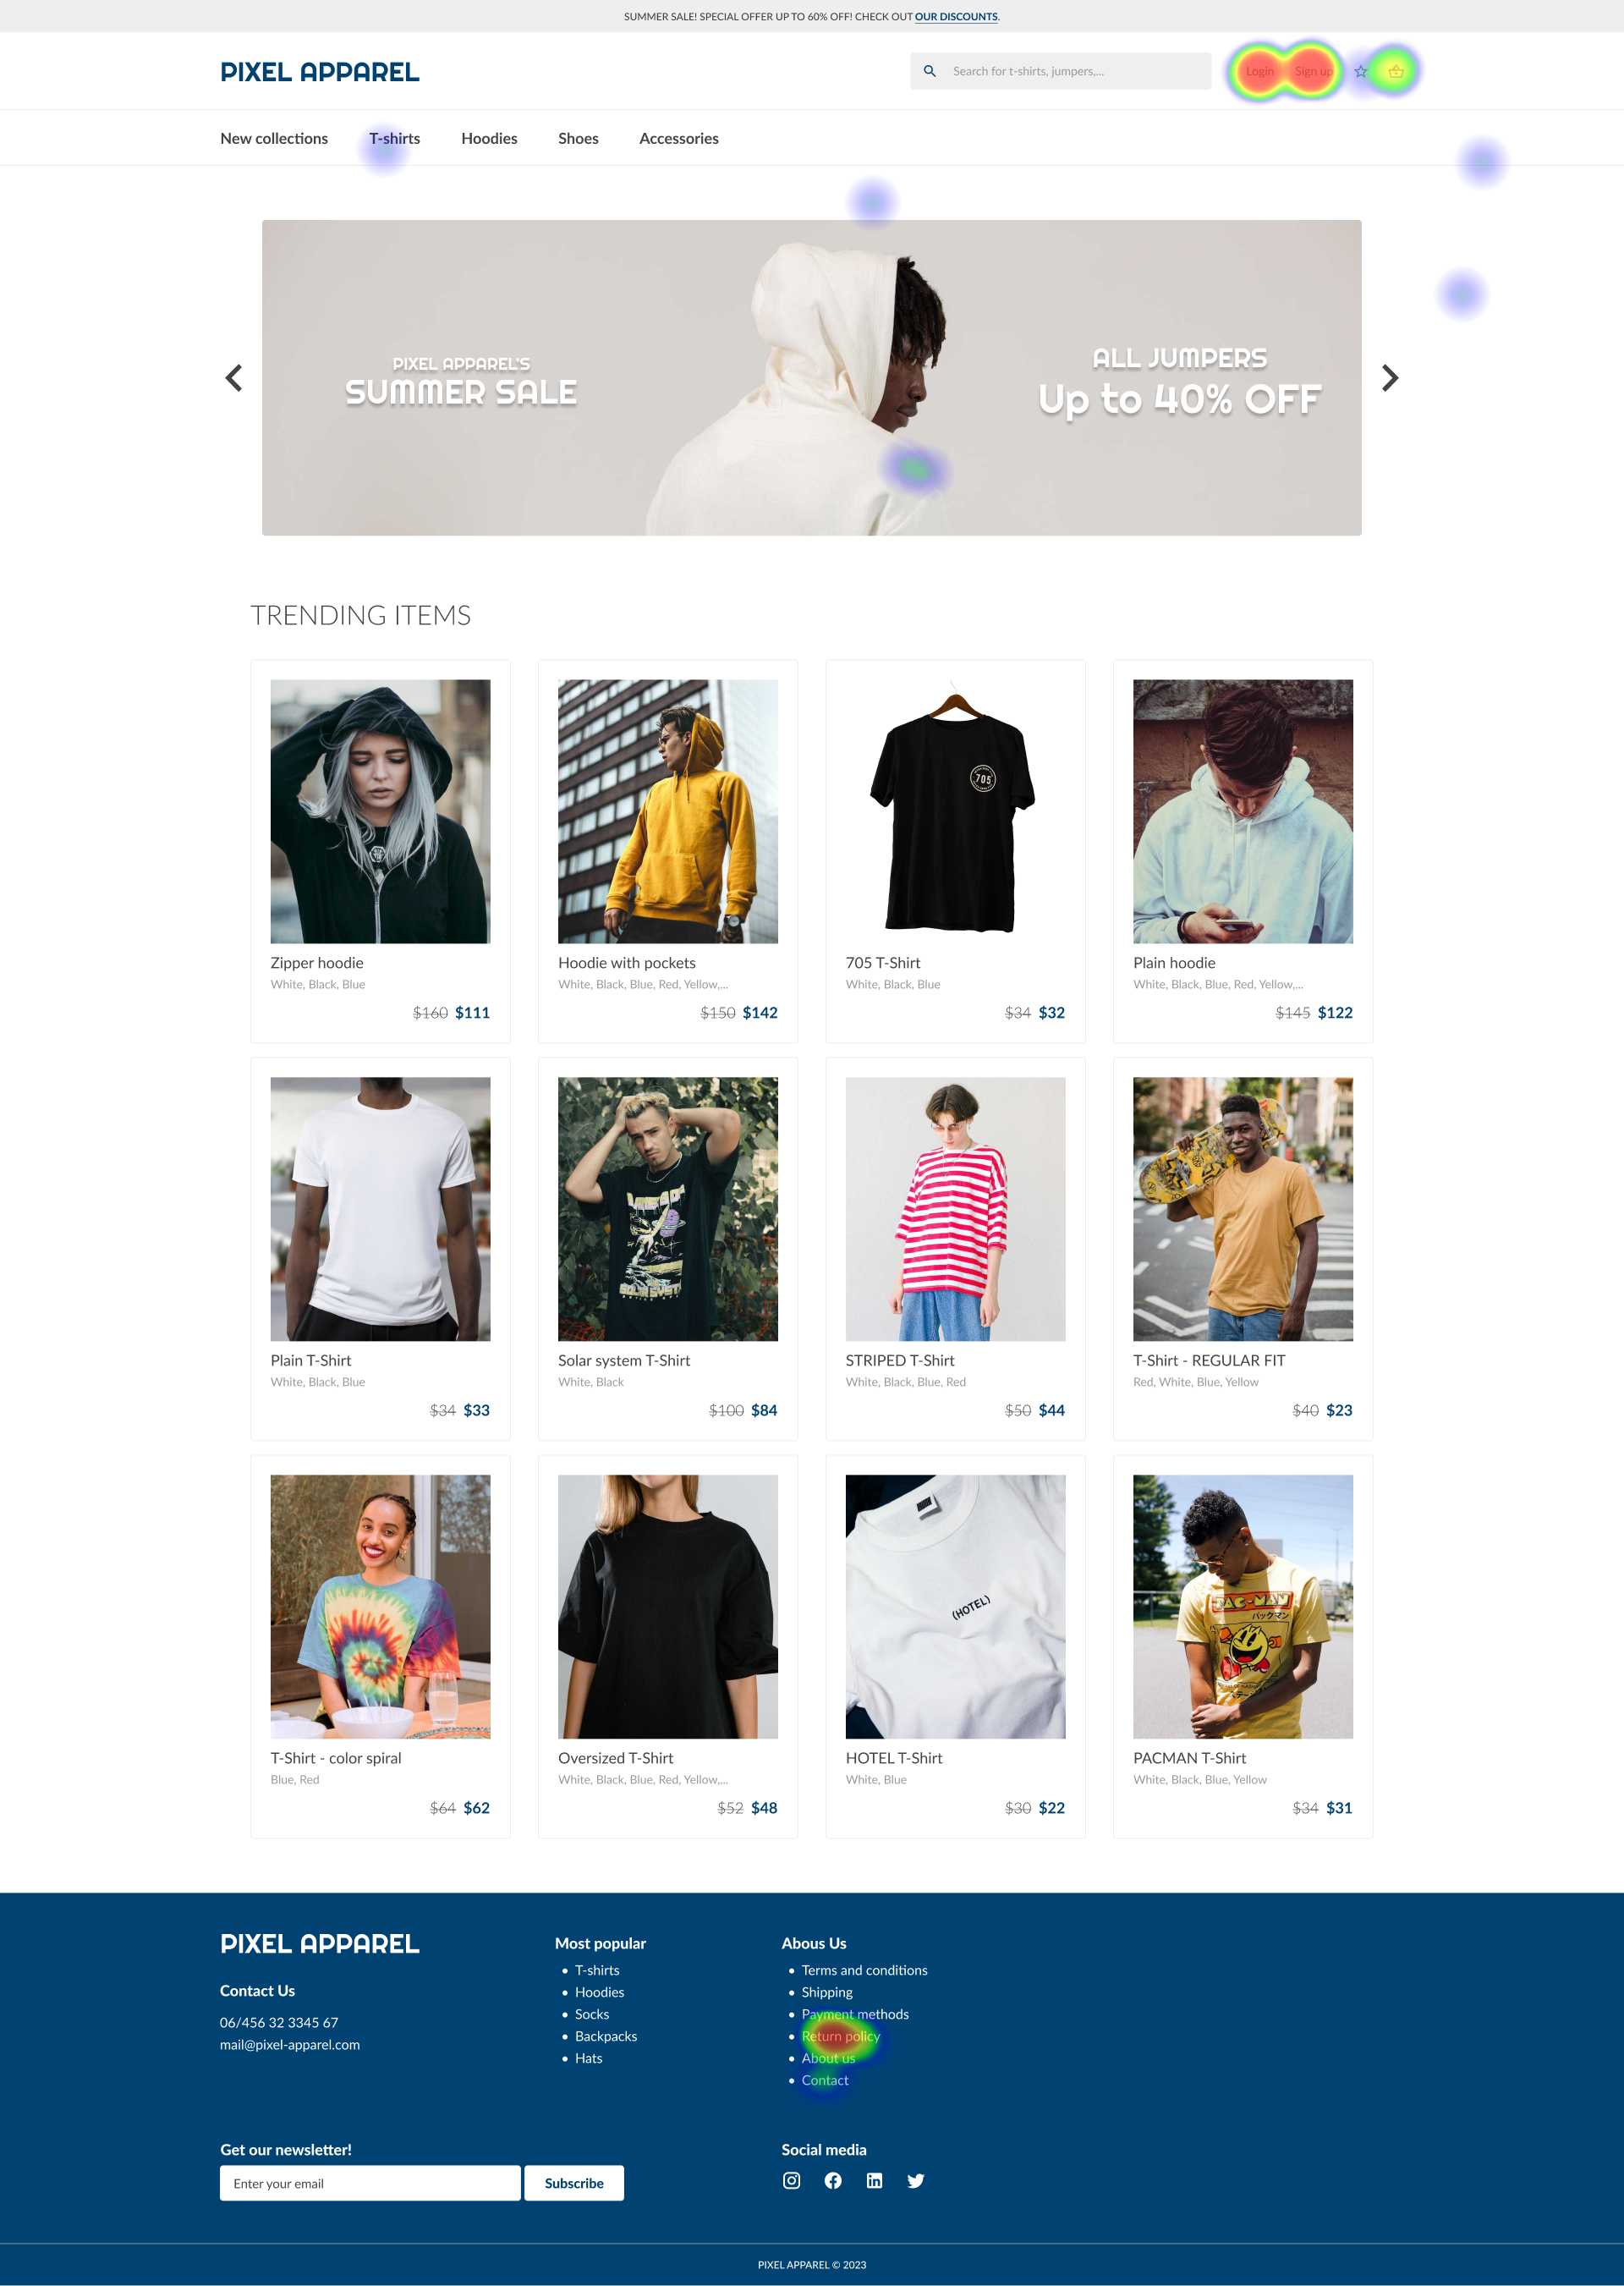 SUMMER SALE! SPECIAL OFFER UP TO 60% OFF! CHECK OUT OUR DISCOUNTS.
PIXEL APPAREL
Search for t-shirts, jumpers,...
Login
Sign up
New collections
T-shirts
Hoodies
Shoes
Accessories
PIXEL APPAREL'S
SUMMER SALE
ALL JUMPERS
Up to 40% OFF
TRENDING ITEMS
705
Zipper hoodie
White, Black, Blue
$160 $111
Hoodie with pockets
White, Black, Blue, Red, Yellow,...
$150 $142
705 T-Shirt
White, Black, Blue
$34 $32
Plain hoodie
White, Black, Blue, Red, Yellow,...
$145 $122
Plain T-Shirt
White, Black, Blue
$34 $33
Solar system T-Shirt
White, Black
$100 $84
STRIPED T-Shirt
White, Black, Blue, Red
$50 $44
T-Shirt - REGULAR FIT
Red, White, Blue, Yellow
$40 $23
(HOTEL)
PAC-MAN
パックマン
T-Shirt - color spiral
Blue, Red
$64 $62
Oversized T-Shirt
White, Black, Blue, Red, Yellow,...
$52 $48
HOTEL T-Shirt
White, Blue
$30 $22
PACMAN T-Shirt
White, Black, Blue, Yellow
$34 $31
PIXEL APPAREL
Contact Us
06/456 32 3345 67
mail@pixel-apparel.com
Most popular
T-shirts
Hoodies
Socks
Backpacks
Hats
Abous Us
Terms and conditions
Shipping
Payment methods
Return policy
About us
Contact
Get our newsletter!
Enter your email
Subscribe
Social media
PIXEL APPAREL © 2023